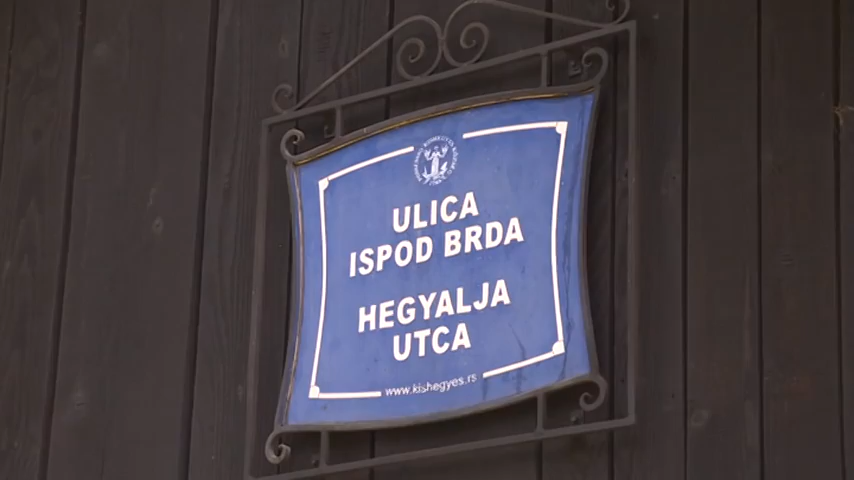 ULICA
ISPOD BRDA
HEGYALJA
UTCA
www.kishegyes.rs